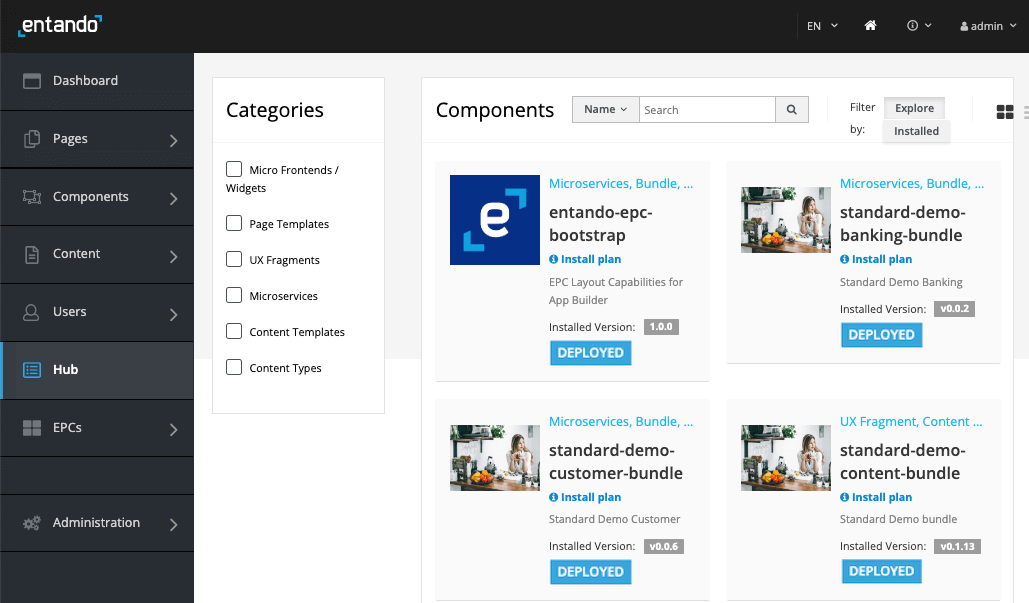 entando
EN
admin
Dashboard
Pages
Components
Content
Users
Hub
EPCs
Administration
Categories
Micro Frontends /
Widgets
Page Templates
UX Fragments
Microservices
Content Templates
Content Types
Components
Name
Search
Filter
by:
Explore
Installed
Microservices, Bundle, ...
entando-epc-
bootstrap
Install plan
EPC Layout Capabilities for
App Builder
Installed Version: 1.0.0
DEPLOYED
Microservices, Bundle, ...
standard-demo-
banking-bundle
Install plan
Standard Demo Banking
Installed Version: v0.0.2
DEPLOYED
Microservices, Bundle, ...
standard-demo-
customer-bundle
Install plan
Standard Demo Customer
Installed Version: v0.0.6
DEPLOYED
UX Fragment, Content ...
standard-demo-
content-bundle
Install plan
Standard Demo bundle
Installed Version: v0.1.13
DEPLOYED